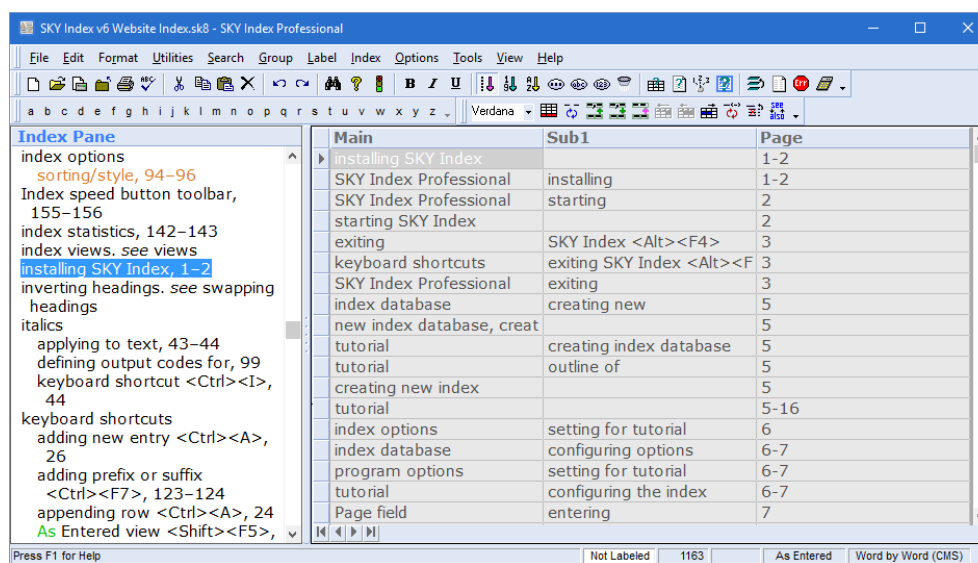 SKY Index v6 Website Index.sk8 - SKY Index Professional
File Edit Format Utilities Search Group Label Index Options Tools View Help
B I U
a b c d e f g h i j k l m n o p q r s t u v w x y z Verdana see also
Index Pane
index options
sorting/style, 94–96
Index speed button toolbar,
155–156
index statistics, 142–143
index views. see views
installing SKY Index, 1–2
inverting headings. see swapping
headings
italics
applying to text, 43–44
defining output codes for, 99
keyboard shortcut <Ctrl><I>,
44
keyboard shortcuts
adding new entry <Ctrl><A>,
26
adding prefix or suffix
<Ctrl><F7>, 123–124
appending row <Ctrl><A>, 24
As Entered view <Shift><F5>,
Main Sub1 Page
installing SKY Index 1-2
SKY Index Professional installing 1-2
SKY Index Professional starting 2
starting SKY Index 2
exiting SKY Index <Alt><F4> 3
keyboard shortcuts exiting SKY Index <Alt><F 3
SKY Index Professional exiting 3
index database creating new 5
new index database, creat 5
tutorial creating index database 5
tutorial outline of 5
creating new index 5
tutorial 5-16
index options setting for tutorial 6
index database configuring options 6-7
program options setting for tutorial 6-7
tutorial configuring the index 6-7
Page field entering 7
Press F1 for Help Not Labeled 1163 As Entered Word by Word (CMS)